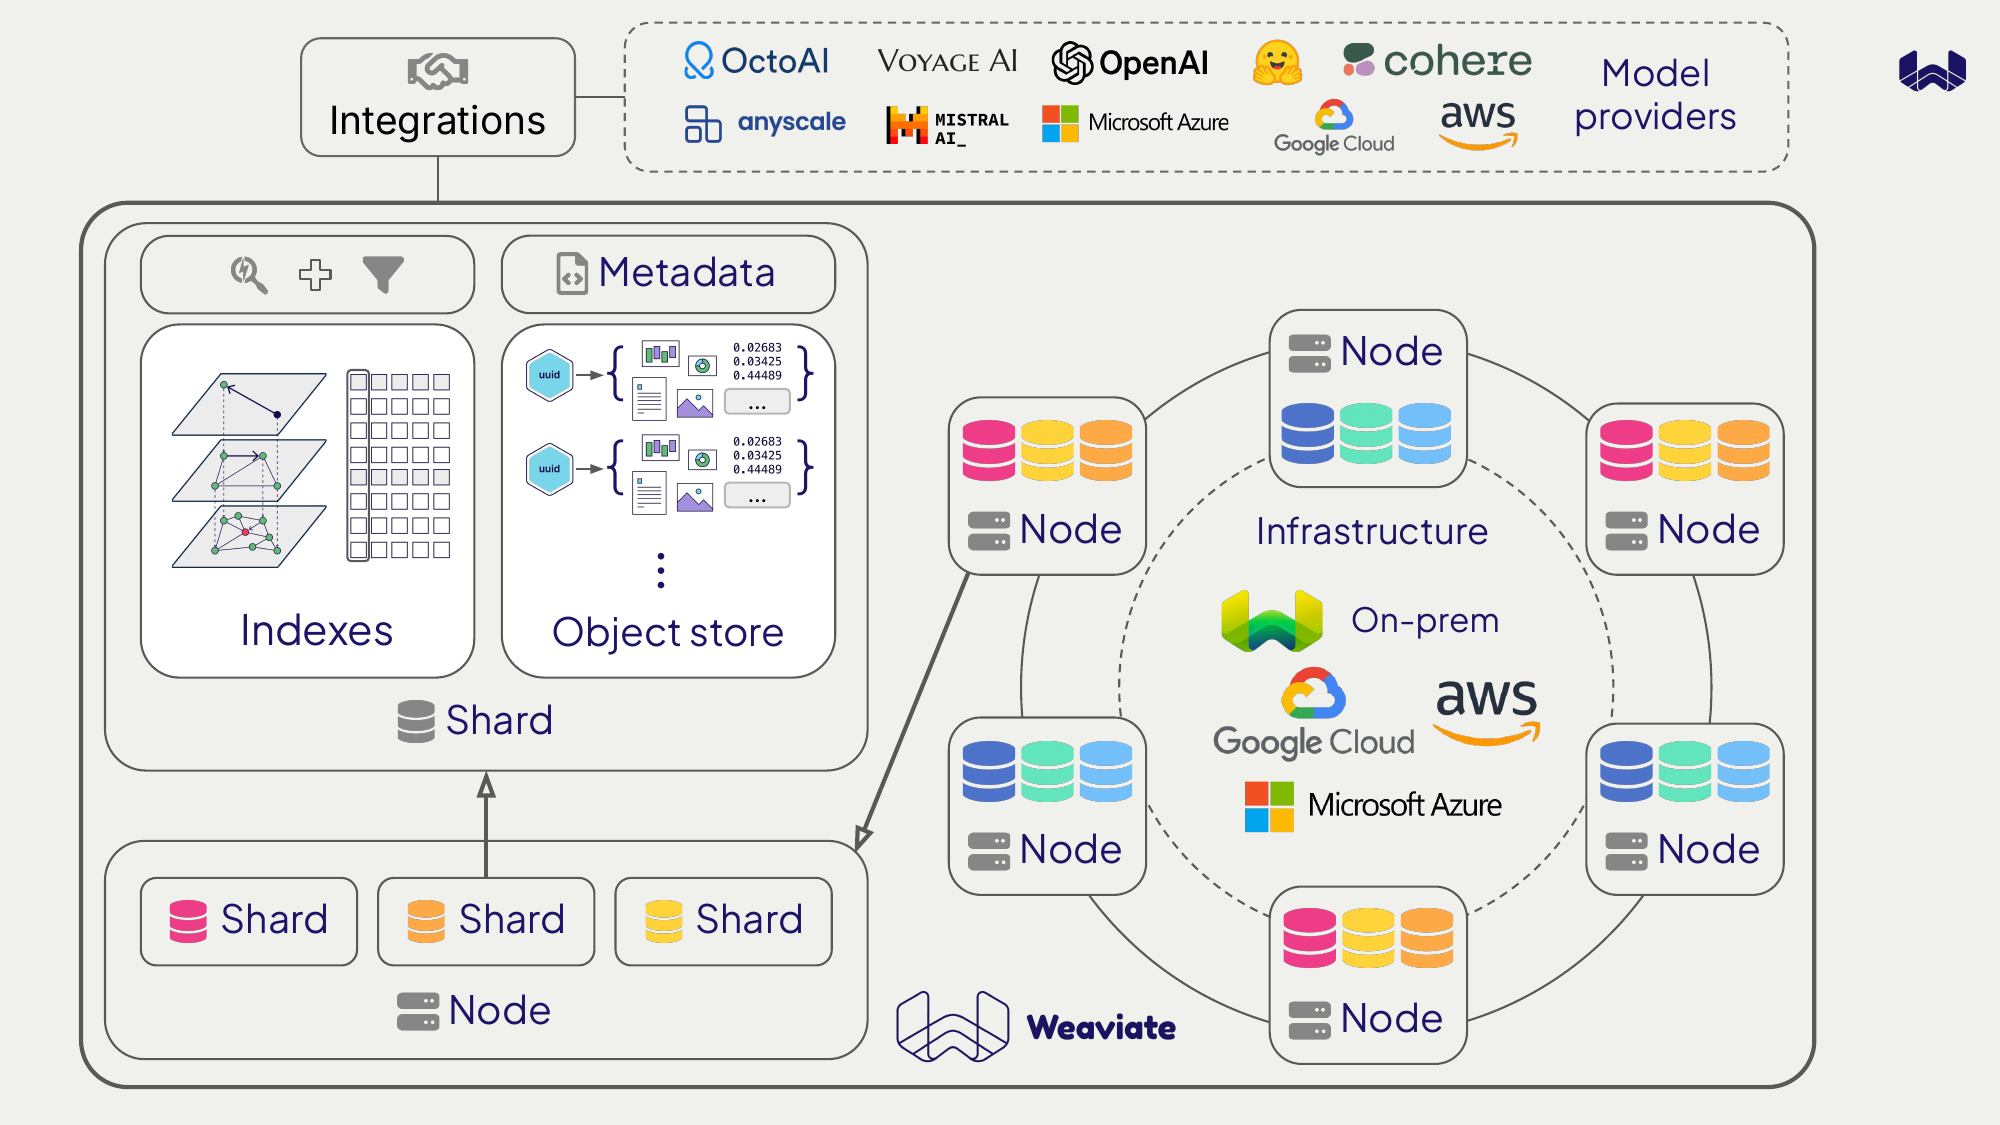 OctoAI
VOYAGE AI
OpenAI
cohere
Model
providers
Integrations
anyscale
MISTRAL
AI_
Microsoft Azure
Google Cloud
aws
Metadata
uuid
0.02683
0.03425
0.44489
...
uuid
0.02683
0.03425
0.44489
...
Indexes
Object store
Shard
Shard
Shard
Shard
Node
Node
Node
Node
Infrastructure
On-prem
Google Cloud
aws
Microsoft Azure
Node
Node
Node
Weaviate